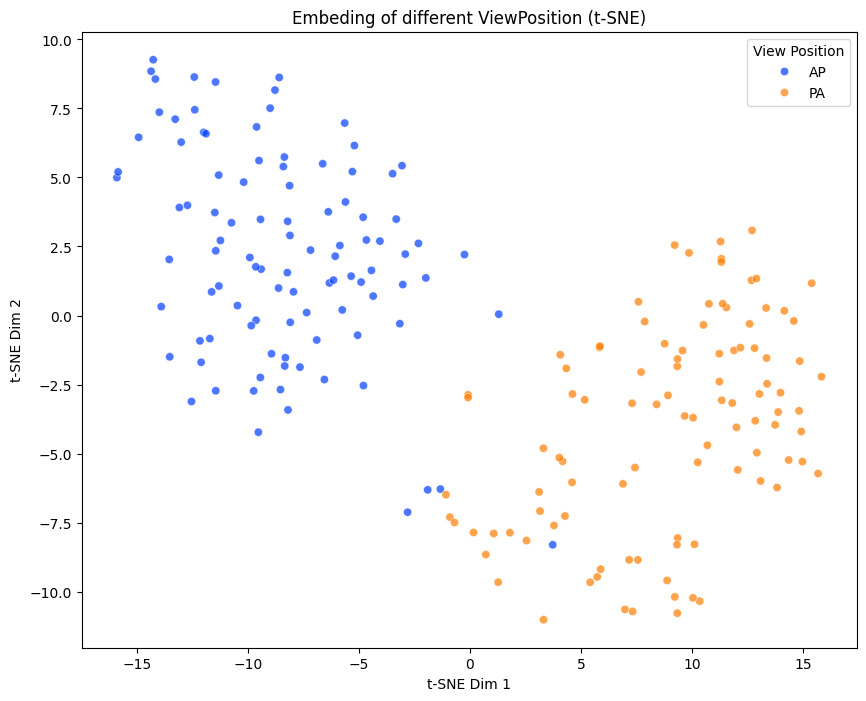 Embeding of different ViewPosition (t-SNE)
View Position
AP
PA
10.0
7.5
5.0
2.5
0.0
−2.5
−5.0
−7.5
−10.0
t-SNE Dim 2
−15
−10
−5
0
5
10
15
t-SNE Dim 1